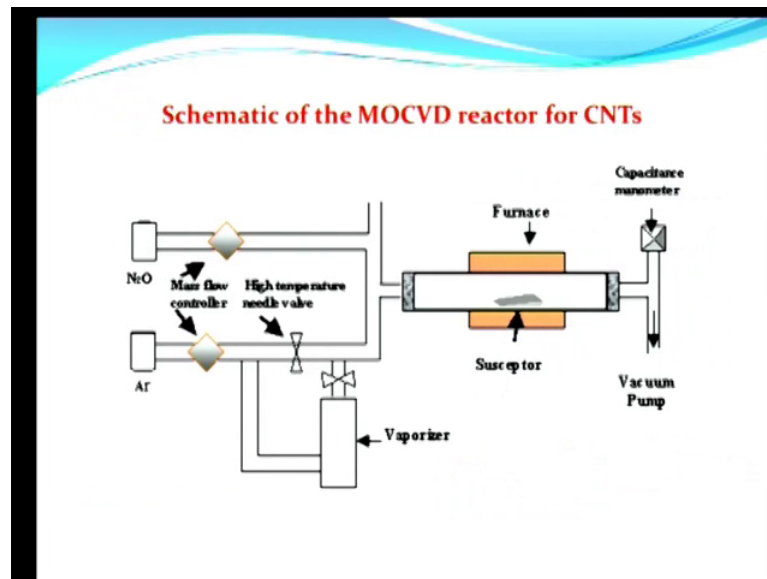 Schematic of the MOCVD reactor for CNTs
Capacitance
manometer
Furnace
N₂O
Mass flow
controller
High temperature
needle valve
Ar
Susceptor
Vacuum
Pump
Vaporizer